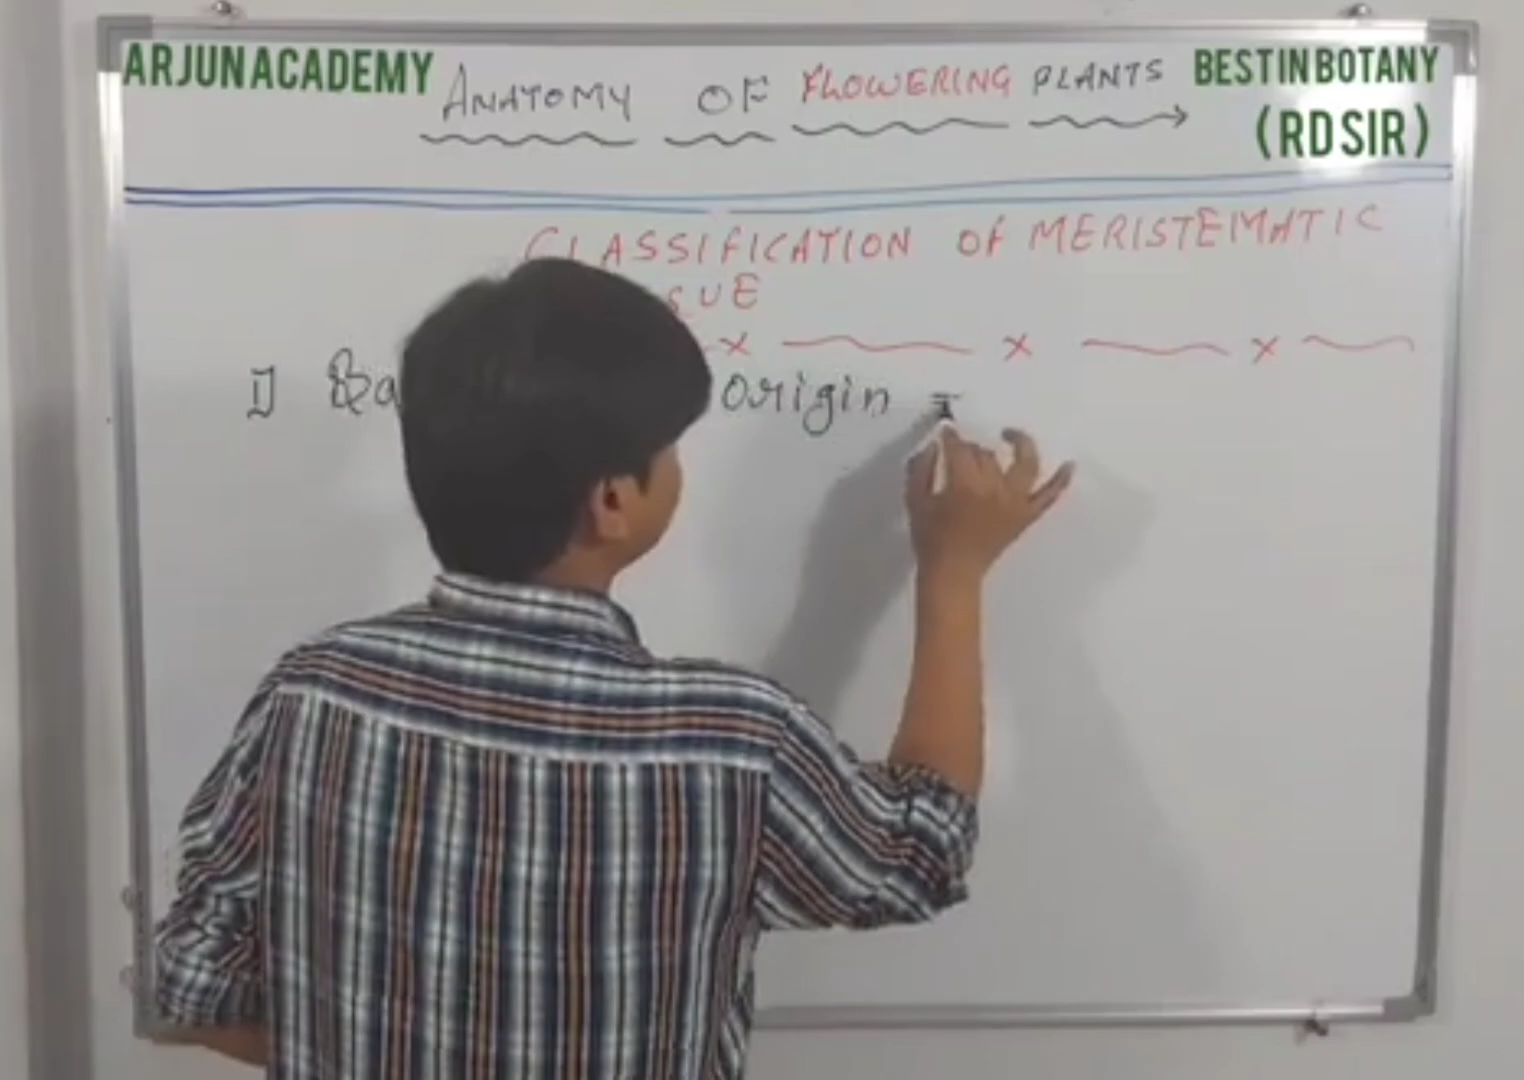 ARJUN ACADEMY ANATOMY OF FLOWERING PLANTS BEST IN BOTANY
(RD SIR)
CLASSIFICATION Of MERISTEMATIC
SUE
I] Ba origin